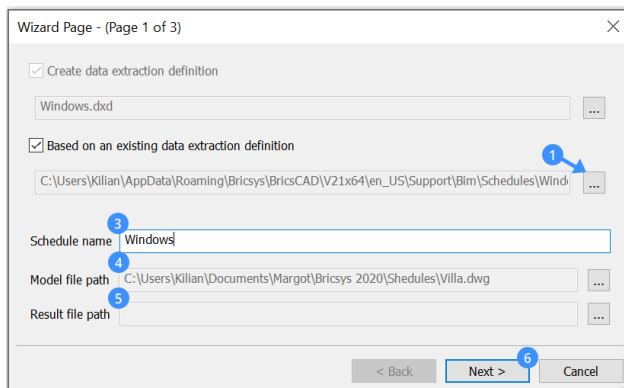 Wizard Page - (Page 1 of 3)
Create data extraction definition
Windows.dxd
...
Based on an existing data extraction definition
1
C:\Users\Kilian\AppData\Roaming\Bricsys\BricsCAD\V21x64\en_US\Support\Bim\Schedules\Wind
...
3
Schedule name Windows
4
Model file path C:\Users\Kilian\Documents\Margot\Bricsys 2020\Shedules\Villa.dwg ...
5
Result file path ...
6
< Back Next > Cancel